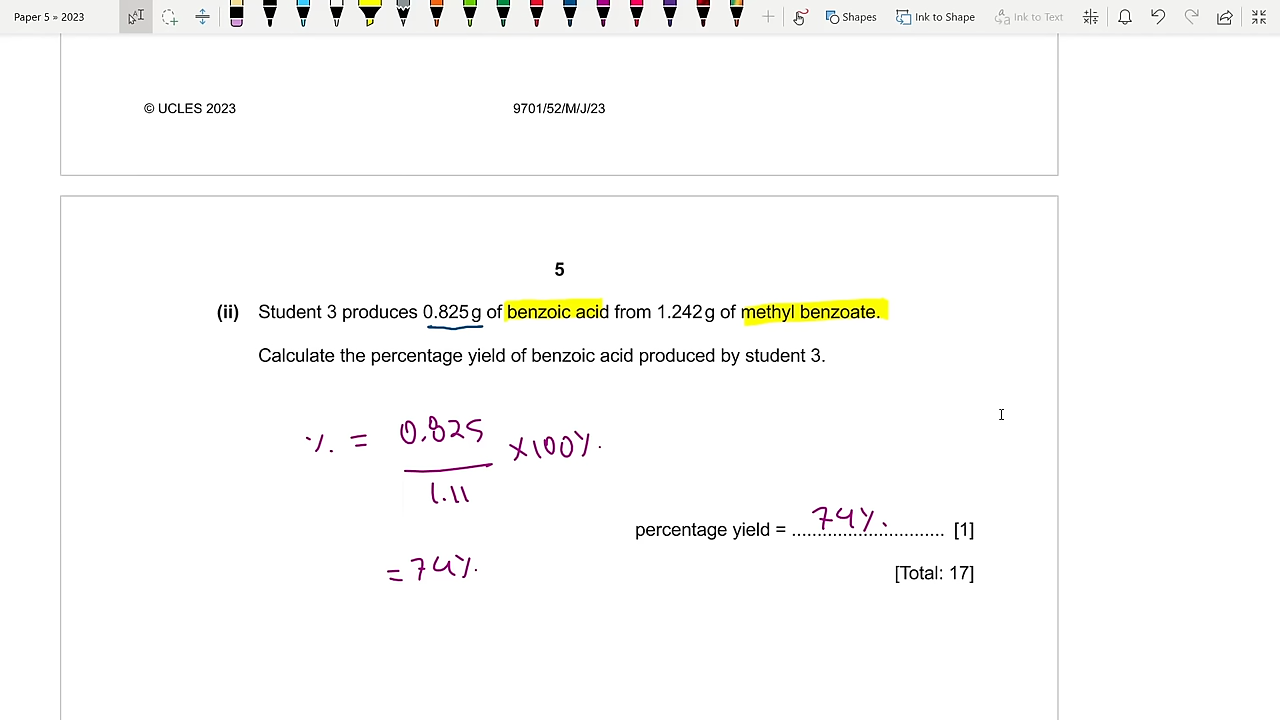 Paper 5 » 2023
Shapes
Ink to Shape
Ink to Text
© UCLES 2023
9701/52/M/J/23
5
(ii) Student 3 produces 0.825 g of benzoic acid from 1.242 g of methyl benzoate.
Calculate the percentage yield of benzoic acid produced by student 3.
% = 0.825
×100%.
1.11
percentage yield = 74%. [1]
= 74%.
[Total: 17]